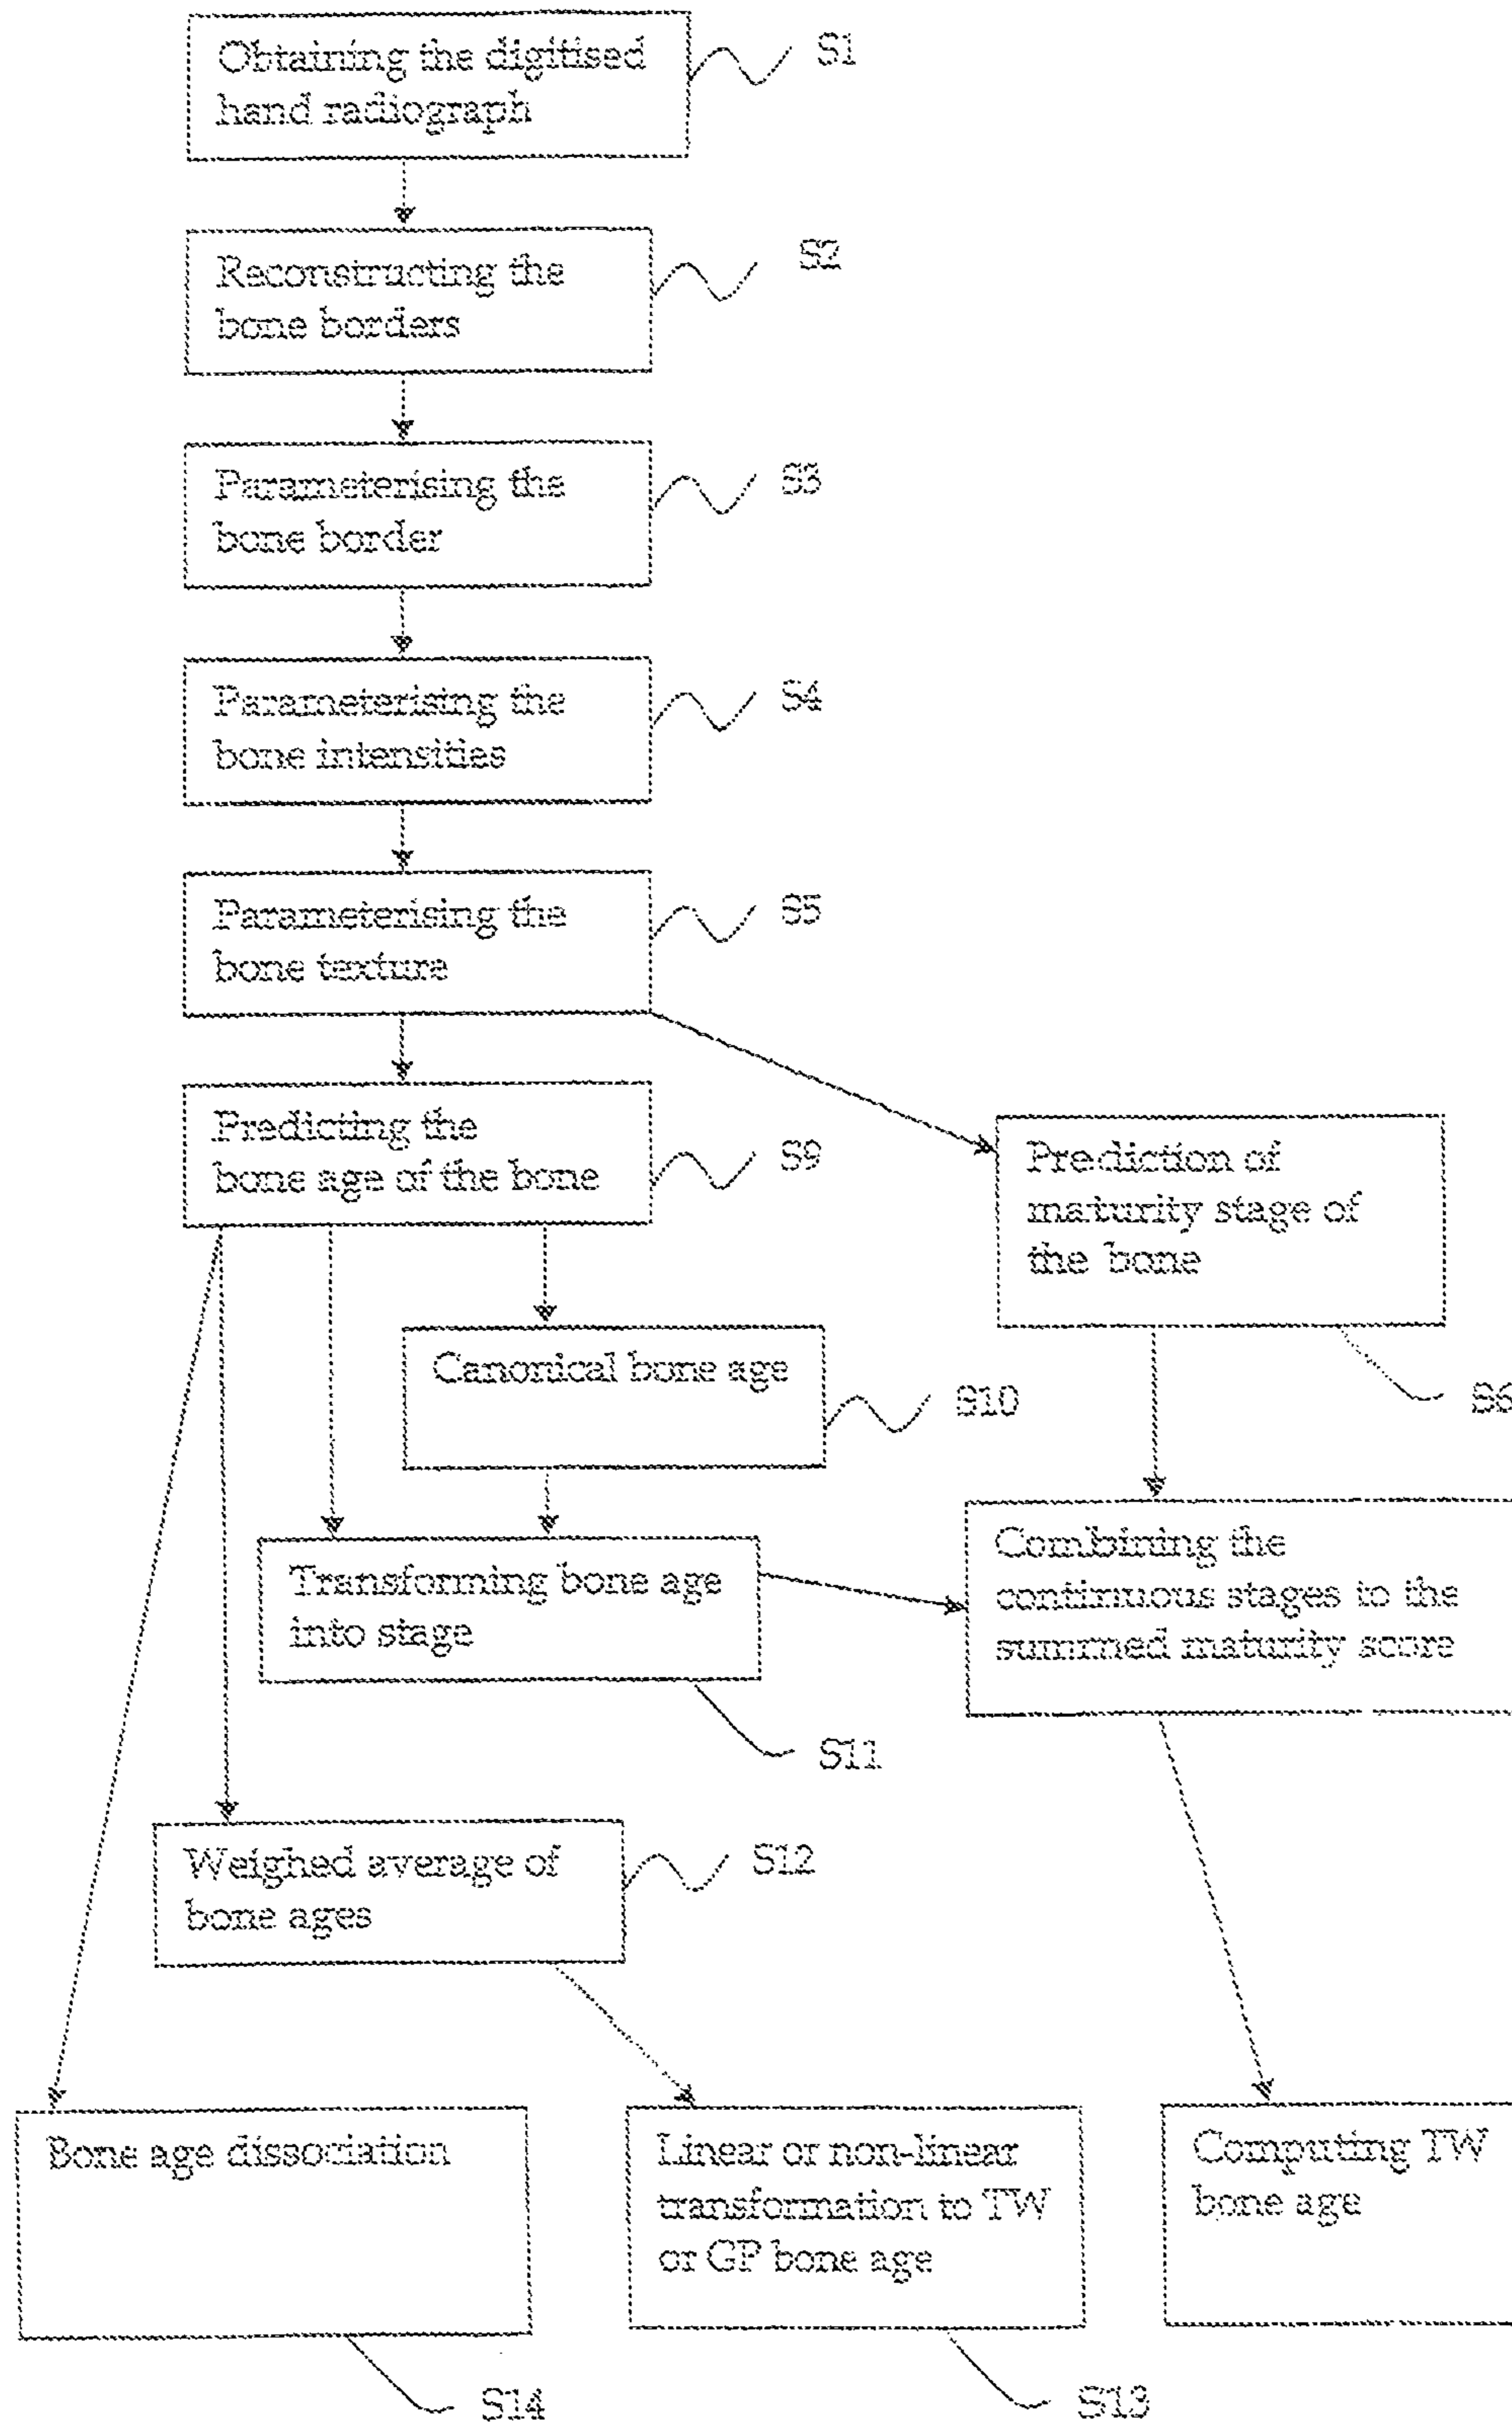 Obtaining the digitised
hand radiograph
S1
Reconstructing the
bone borders
S2
Parameterising the
bone border
S3
Parameterising the
bone intensities
S4
Parameterising the
bone texture
S5
Predicting the
bone age of the bone
S9
Prediction of
maturity stage of
the bone
S6
Canonical bone age
S10
Transforming bone age
into stage
S11
Combining the
continuous stages to the
summed maturity score
Weighed average of
bone ages
S12
Bone age dissociation
S14
Linear or non-linear
transformation to TW
or GP bone age
S13
Computing TW
bone age